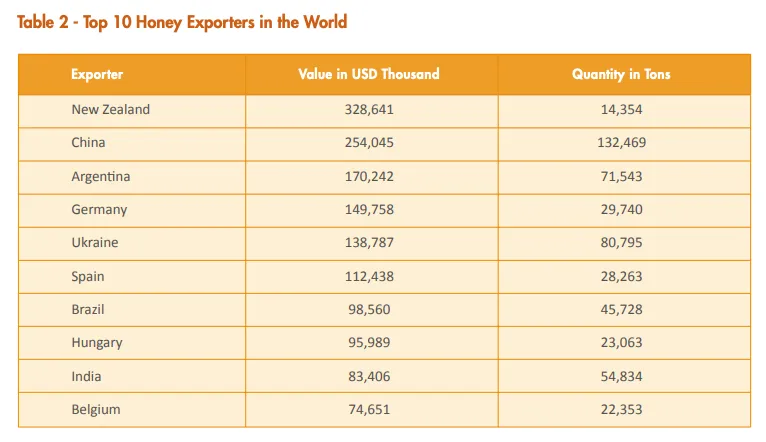 Table 2 - Top 10 Honey Exporters in the World
Exporter Value in USD Thousand Quantity in Tons
New Zealand 328,641 14,354
China 254,045 132,469
Argentina 170,242 71,543
Germany 149,758 29,740
Ukraine 138,787 80,795
Spain 112,438 28,263
Brazil 98,560 45,728
Hungary 95,989 23,063
India 83,406 54,834
Belgium 74,651 22,353